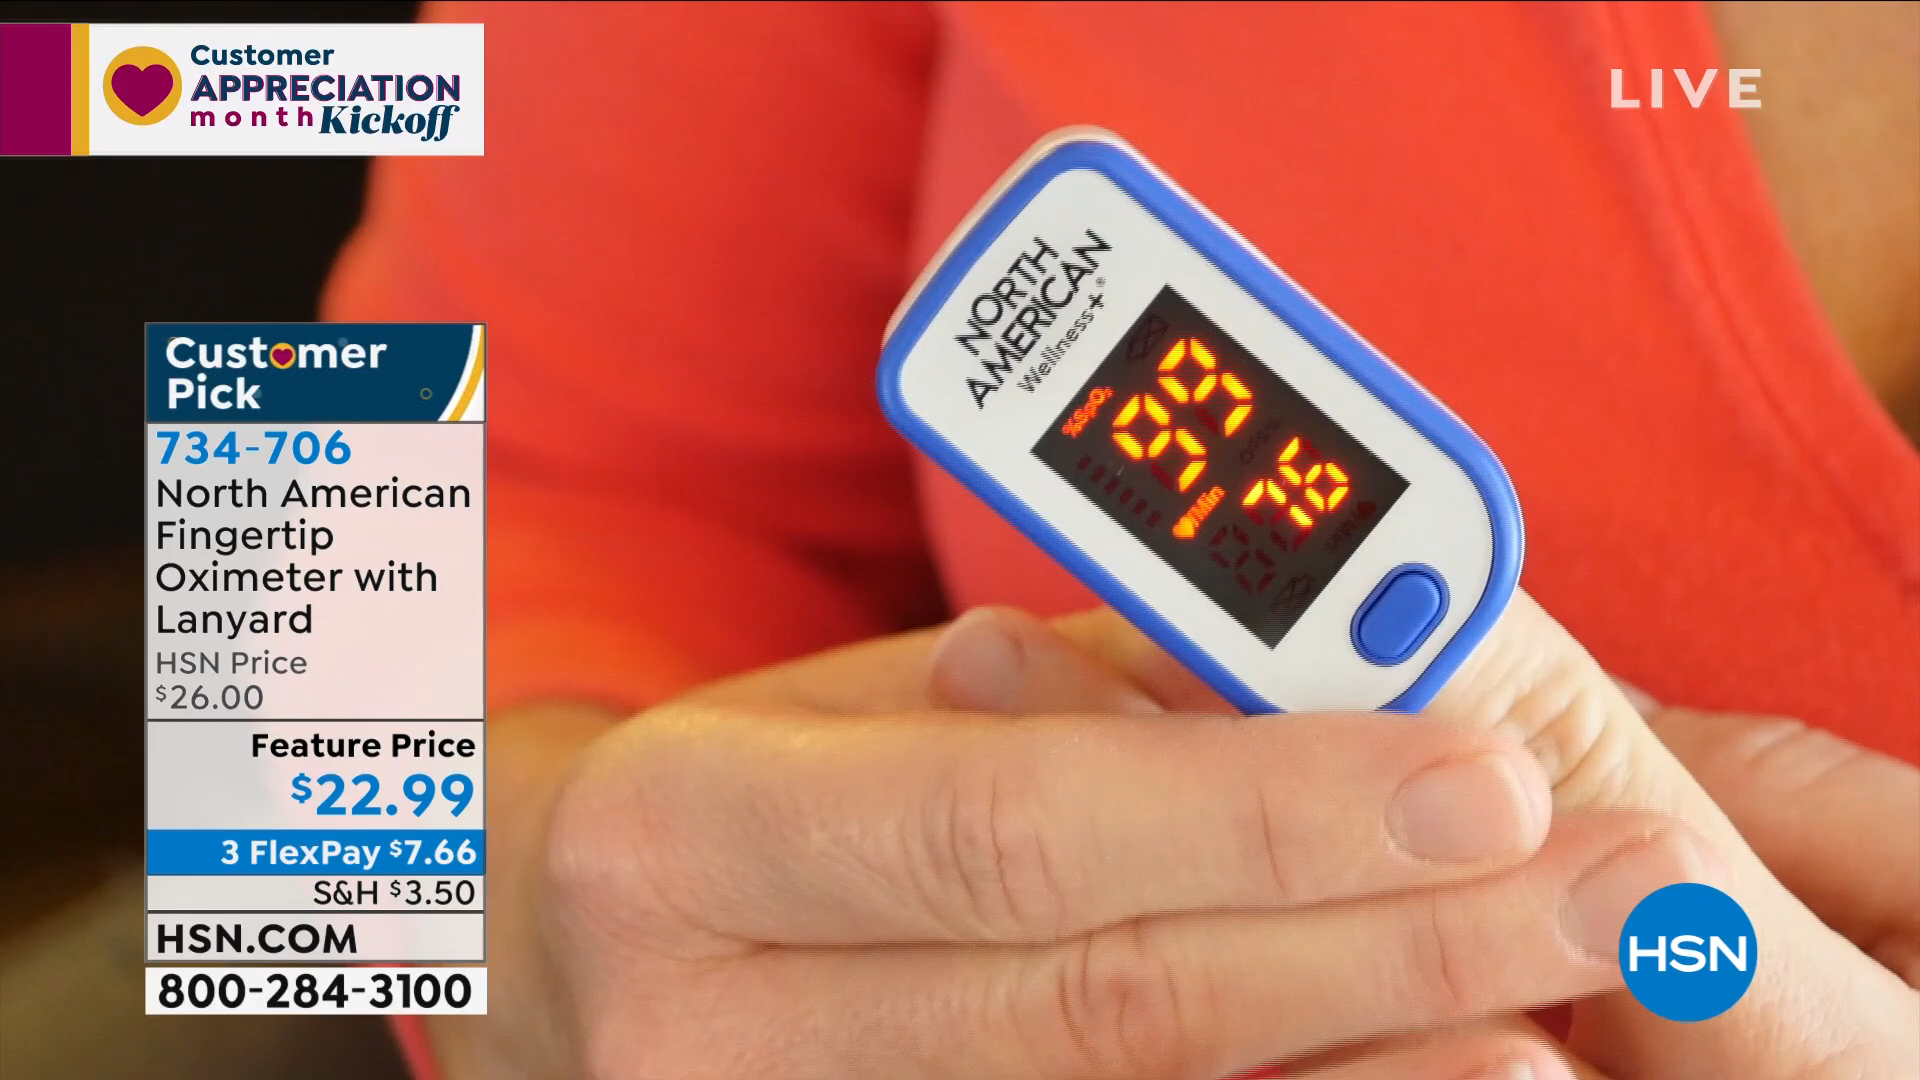 Customer
APPRECIATION
month Kickoff
LIVE
Customer
Pick
734-706
North American
Fingertip
Oximeter with
Lanyard
HSN Price
$26.00
Feature Price
$22.99
3 FlexPay $7.66
S&H $3.50
HSN.COM
800-284-3100
NORTH
AMERICAN
Wellness+®
%SpO₂
99
♥/Min
76
HSN